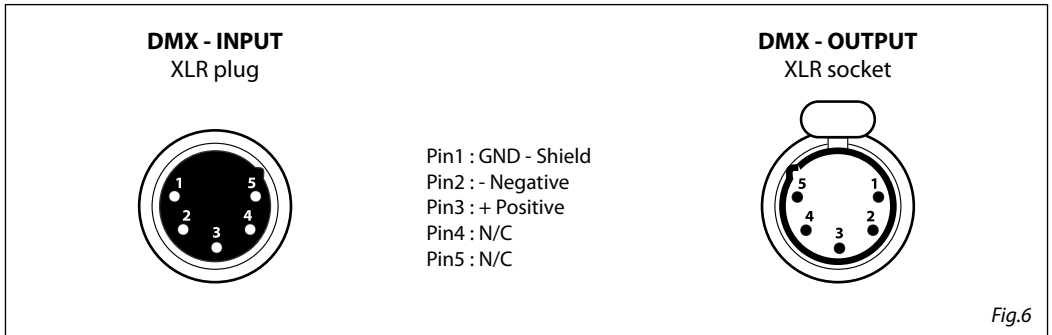 DMX - INPUT
XLR plug
DMX - OUTPUT
XLR socket
1
5
2
4
3
Pin1 : GND - Shield
Pin2 : - Negative
Pin3 : + Positive
Pin4 : N/C
Pin5 : N/C
5
1
4
2
3
Fig.6